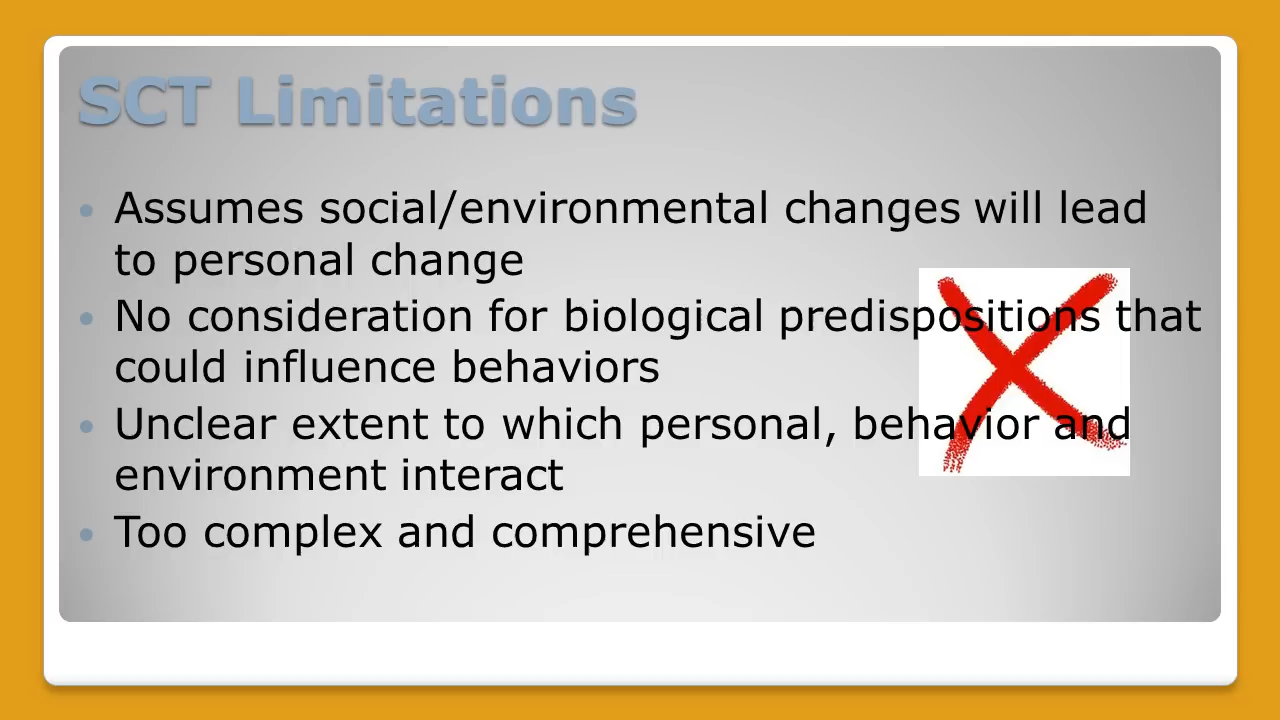 SCT Limitations
• Assumes social/environmental changes will lead
to personal change
• No consideration for biological predispositions that
could influence behaviors
• Unclear extent to which personal, behavior and
environment interact
• Too complex and comprehensive